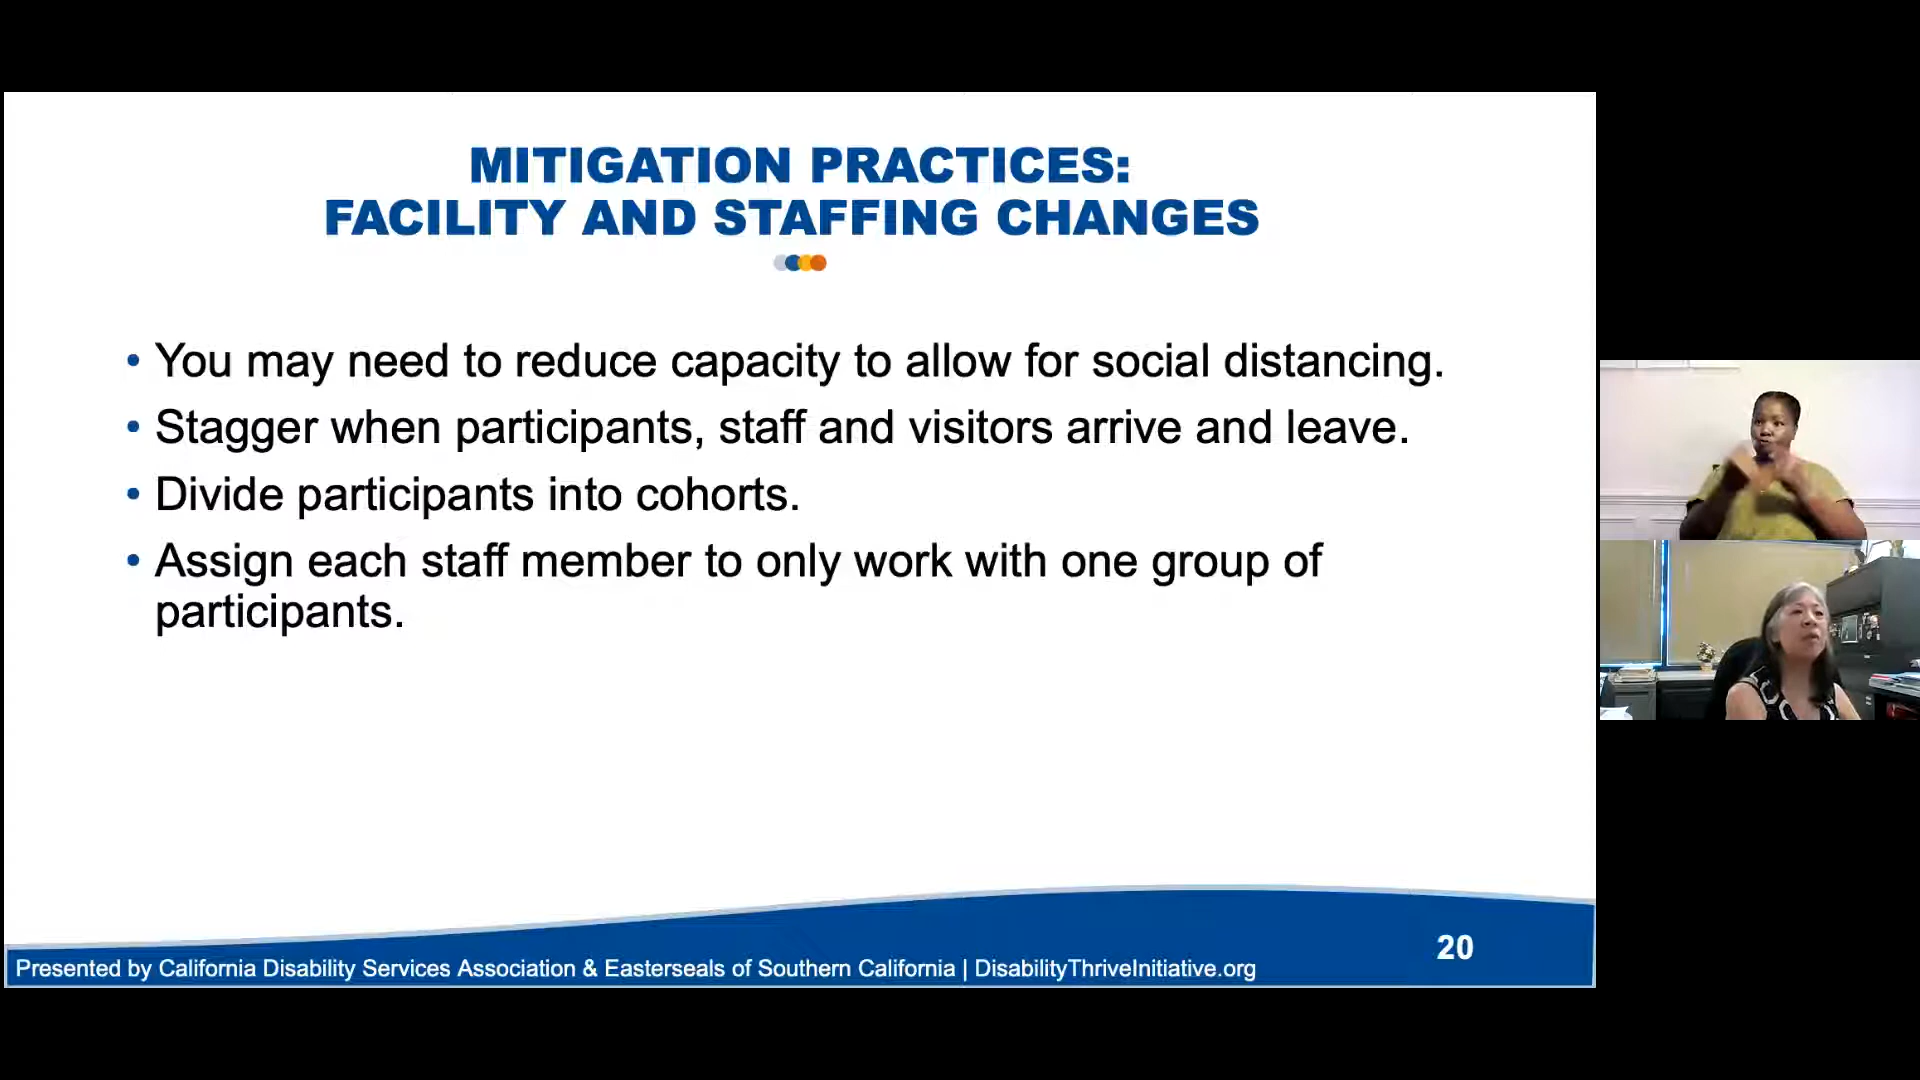 MITIGATION PRACTICES:
FACILITY AND STAFFING CHANGES
• You may need to reduce capacity to allow for social distancing.
• Stagger when participants, staff and visitors arrive and leave.
• Divide participants into cohorts.
• Assign each staff member to only work with one group of
participants.
20
Presented by California Disability Services Association & Easterseals of Southern California | DisabilityThriveInitiative.org